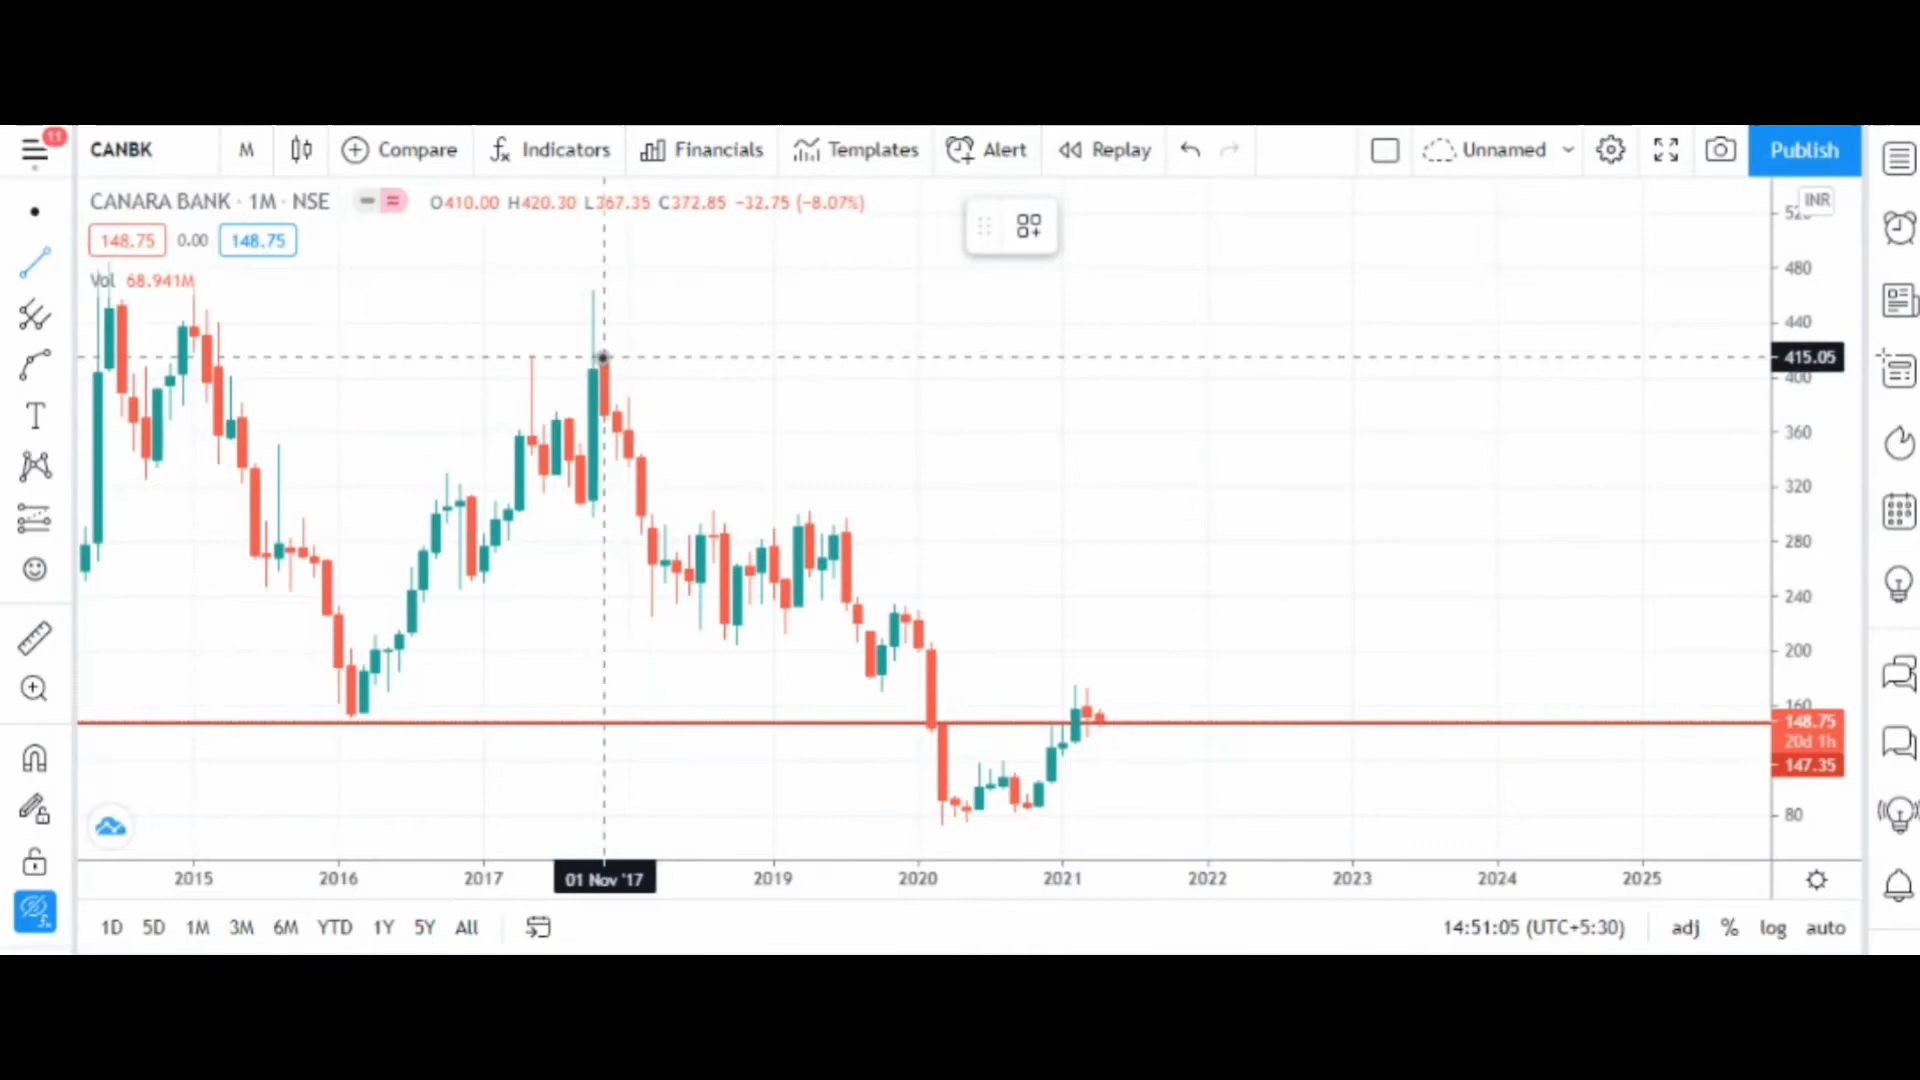 11
CANBK M Compare Indicators Financials Templates Alert Replay Unnamed Publish
CANARA BANK · 1M · NSE O410.00 H420.30 L367.35 C372.85 −32.75 (−8.07%)
INR
148.75 0.00 148.75
Vol 68.941M
480
440
415.05
400
360
320
280
240
200
160
148.75
20d 1h
147.35
80
2015 2016 2017 01 Nov '17 2019 2020 2021 2022 2023 2024 2025
1D 5D 1M 3M 6M YTD 1Y 5Y All 14:51:05 (UTC+5:30) adj % log auto